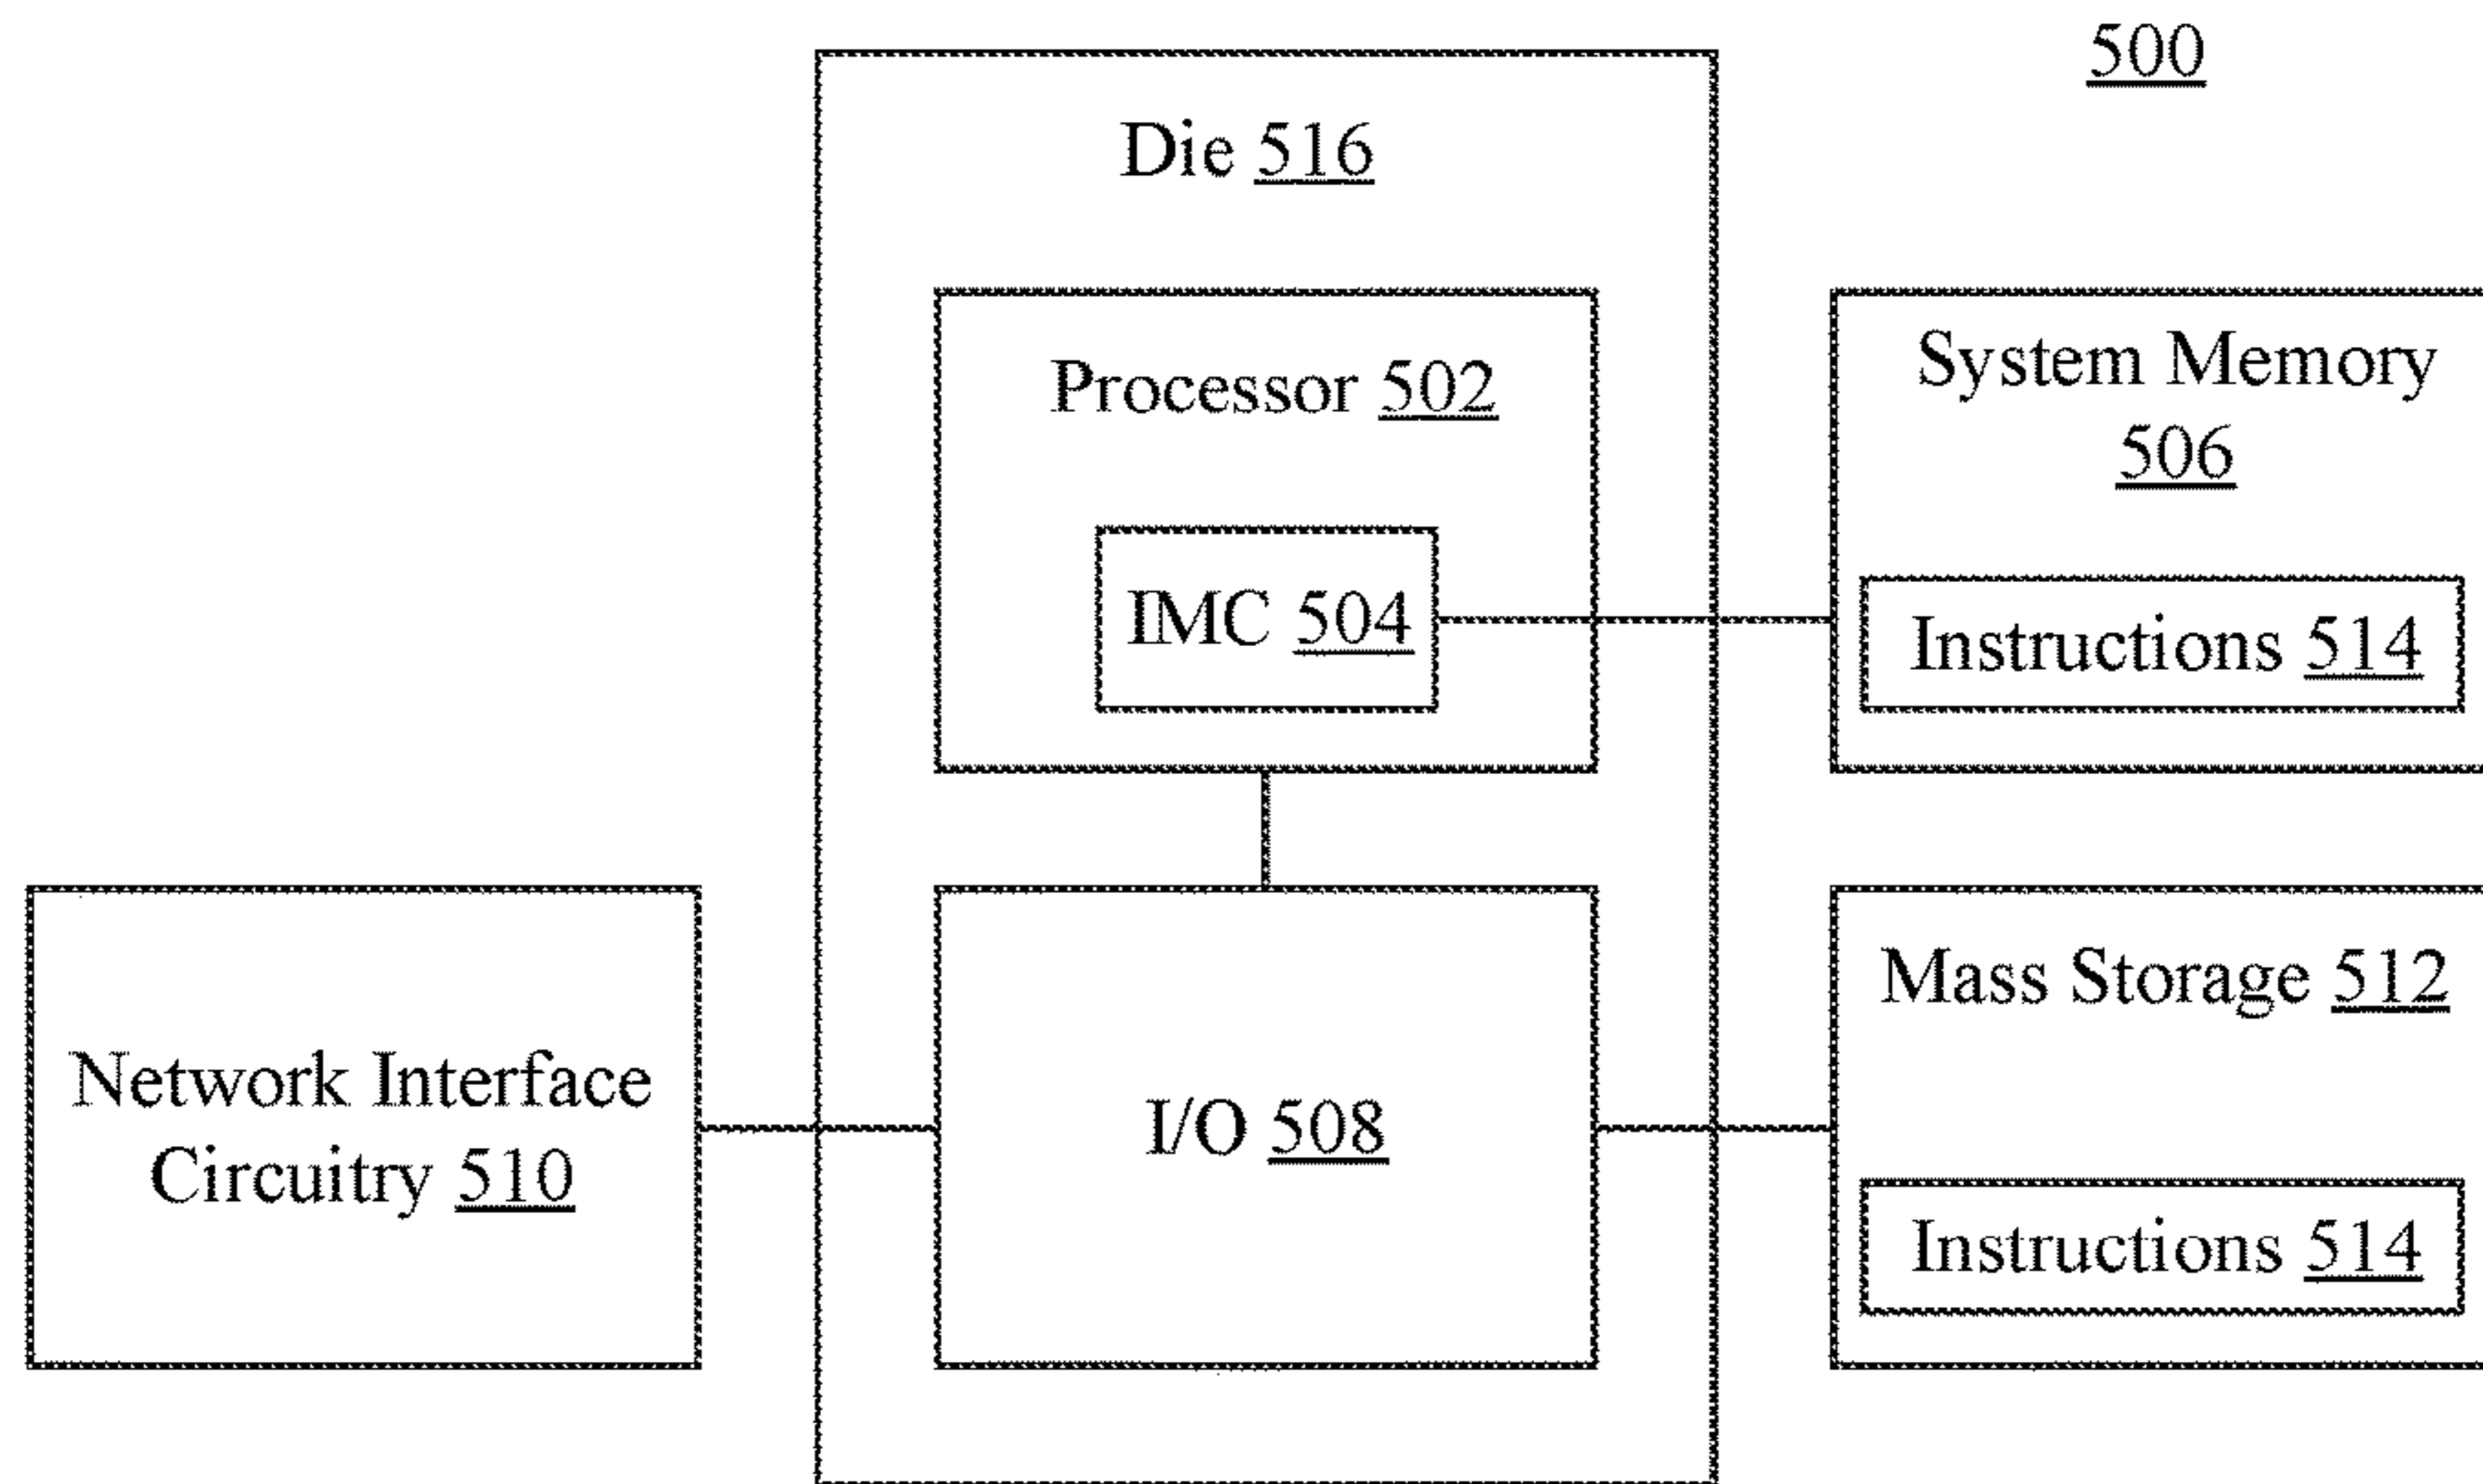 500
Die 516
Processor 502
IMC 504
System Memory
506
Instructions 514
Network Interface
Circuitry 510
I/O 508
Mass Storage 512
Instructions 514